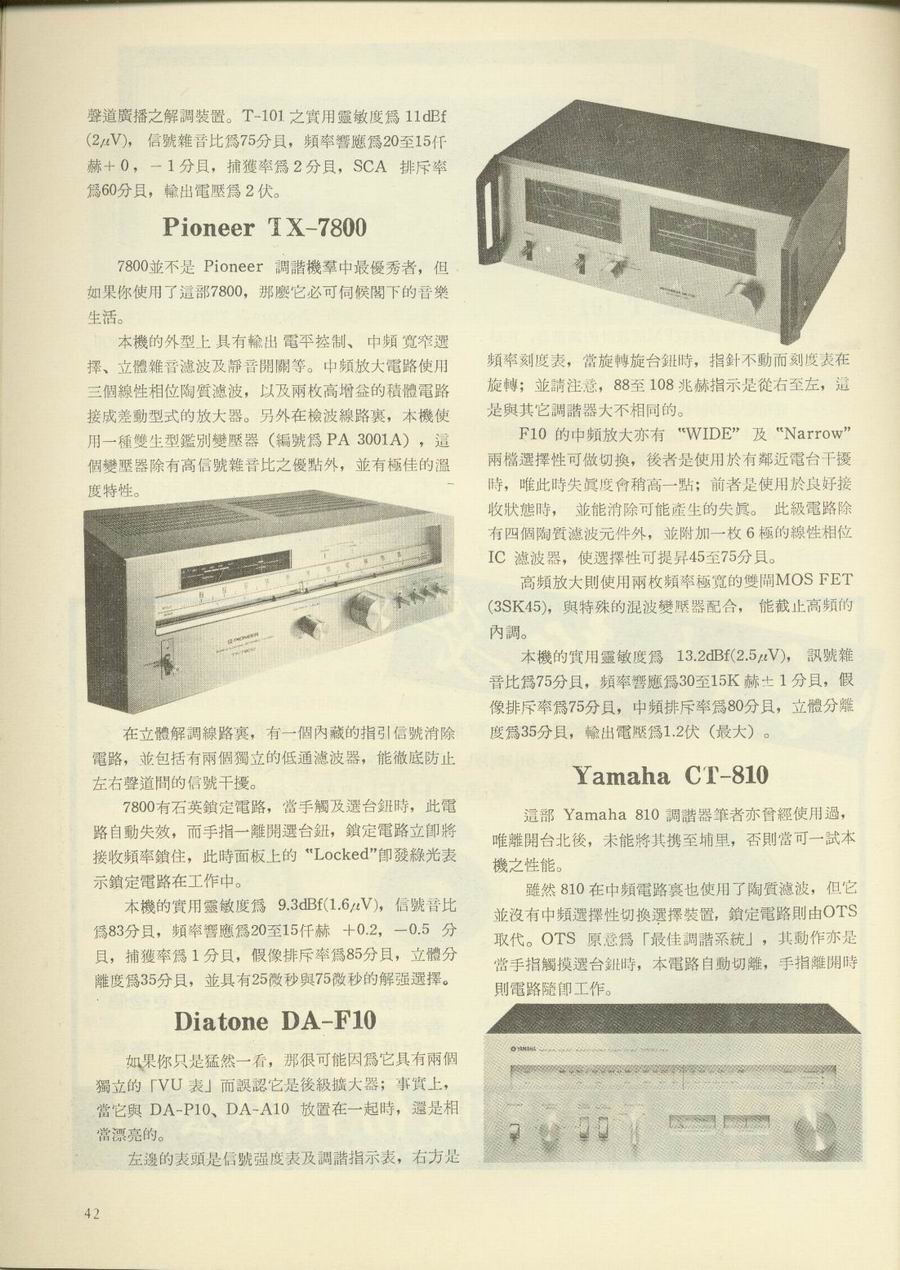 聲道廣播之解調裝置。T-101 之實用靈敏度爲 11dBf
(2μV)，信號雜音比爲75分貝，頻率響應爲20至15仟
赫＋0，－1分貝，捕獲率爲2分貝，SCA 排斥率
爲60分貝，輸出電壓爲2伏。
Pioneer TX-7800
7800並不是 Pioneer 調諧機羣中最優秀者，但
如果你使用了這部7800，那麼它必可伺候閣下的音樂
生活。
本機的外型上具有輸出電平控制、中頻寬窄選
擇、立體雜音濾波及靜音開關等。中頻放大電路使用
三個線性相位陶質濾波，以及兩枚高增益的積體電路
接成差動型式的放大器。另外在檢波線路裏，本機使
用一種雙生型鑑別變壓器（編號爲 PA 3001A），這
個變壓器除有高信號雜音比之優點外，並有極佳的溫
度特性。
PIONEER
在立體解調線路裏，有一個內藏的指引信號消除
電路，並包括有兩個獨立的低通濾波器，能徹底防止
左右聲道間的信號干擾。
7800有石英鎖定電路，當手觸及選台鈕時，此電
路自動失效，而手指一離開選台鈕，鎖定電路立卽將
接收頻率鎖住，此時面板上的 “Locked”卽發綠光表
示鎖定電路在工作中。
本機的實用靈敏度爲 9.3dBf(1.6μV)，信號音比
爲83分貝，頻率響應爲20至15仟赫 ＋0.2，－0.5 分
貝，捕獲率爲1分貝，假像排斥率爲85分貝，立體分
離度爲35分貝，並具有25微秒與75微秒的解强選擇。
Diatone DA-F10
如果你只是猛然一看，那很可能因爲它具有兩個
獨立的「VU 表」而誤認它是後級擴大器；事實上，
當它與 DA-P10、DA-A10 放置在一起時，還是相
當漂亮的。
左邊的表頭是信號强度表及調諧指示表，右方是
頻率刻度表，當旋轉旋台鈕時，指針不動而刻度表在
旋轉；並請注意，88至 108 兆赫指示是從右至左，這
是與其它調諧器大不相同的。
F10 的中頻放大亦有 “WIDE” 及 “Narrow”
兩檔選擇性可做切換，後者是使用於有鄰近電台干擾
時，唯此時失眞度會稍高一點；前者是使用於良好接
收狀態時，並能消除可能產生的失眞。此級電路除
有四個陶質濾波元件外，並附加一枚 6 極的線性相位
IC 濾波器，使選擇性可提昇45至75分貝。
高頻放大則使用兩枚頻率極寬的雙閘MOS FET
(3SK45)，與特殊的混波變壓器配合，能截止高頻的
內調。
本機的實用靈敏度爲 13.2dBf(2.5μV)，訊號雜
音比爲75分貝，頻率響應爲30至15K 赫±1分貝，假
像排斥率爲75分貝，中頻排斥率爲80分貝，立體分離
度爲35分貝，輸出電壓爲1.2伏（最大）。
Yamaha CT-810
這部 Yamaha 810 調諧器筆者亦曾經使用過，
唯離開台北後，未能將其携至埔里，否則當可一試本
機之性能。
雖然 810 在中頻電路裏也使用了陶質濾波，但它
並沒有中頻選擇性切換選擇裝置，鎖定電路則由OTS
取代。OTS 原意爲「最佳調諧系統」，其動作亦是
當手指觸摸選台鈕時，本電路自動切離，手指離開時
則電路隨卽工作。
YAMAHA
42